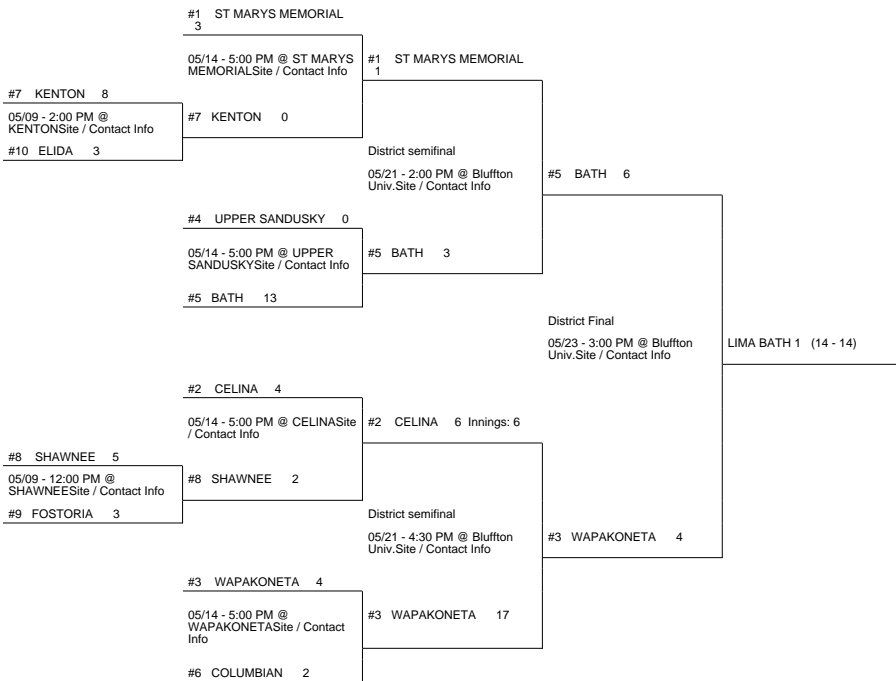 #1 ST MARYS MEMORIAL
3
05/14 - 5:00 PM @ ST MARYS
MEMORIALSite / Contact Info
#1 ST MARYS MEMORIAL
1
#7 KENTON 8
05/09 - 2:00 PM @
KENTONSite / Contact Info
#7 KENTON 0
#10 ELIDA 3
District semifinal
05/21 - 2:00 PM @ Bluffton
Univ.Site / Contact Info
#5 BATH 6
#4 UPPER SANDUSKY 0
05/14 - 5:00 PM @ UPPER
SANDUSKYSite / Contact Info
#5 BATH 3
#5 BATH 13
District Final
05/23 - 3:00 PM @ Bluffton
Univ.Site / Contact Info
LIMA BATH 1 (14 - 14)
#2 CELINA 4
05/14 - 5:00 PM @ CELINASite
/ Contact Info
#2 CELINA 6 Innings: 6
#8 SHAWNEE 5
05/09 - 12:00 PM @
SHAWNEESite / Contact Info
#8 SHAWNEE 2
#9 FOSTORIA 3
District semifinal
05/21 - 4:30 PM @ Bluffton
Univ.Site / Contact Info
#3 WAPAKONETA 4
#3 WAPAKONETA 4
05/14 - 5:00 PM @
WAPAKONETASite / Contact
Info
#3 WAPAKONETA 17
#6 COLUMBIAN 2